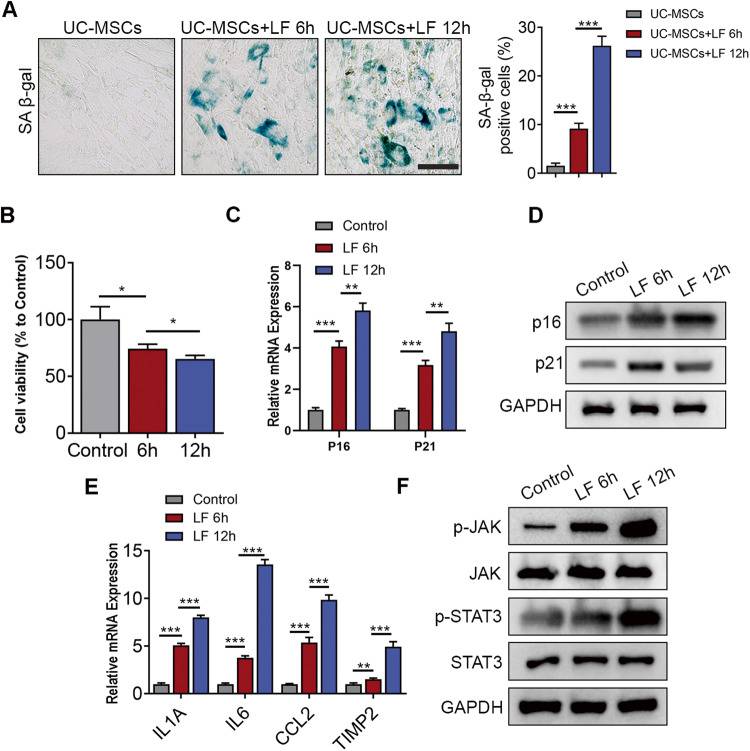 A
UC-MSCs
UC-MSCs+LF 6h
UC-MSCs+LF 12h
SA β-gal
SA-β-gal
positive cells (%)
30
20
10
0
***
***
UC-MSCs
UC-MSCs+LF 6h
UC-MSCs+LF 12h
B
Cell viability (% to Control)
150
100
50
0
*
*
Control
6h
12h
C
Control
LF 6h
LF 12h
Relative mRNA Expression
8
6
4
2
0
***
**
***
**
P16
P21
D
Control
LF 6h
LF 12h
p16
p21
GAPDH
E
Control
LF 6h
LF 12h
Relative mRNA Expression
15
10
5
0
***
***
***
***
***
***
**
***
IL1A
IL6
CCL2
TIMP2
F
Control
LF 6h
LF 12h
p-JAK
JAK
p-STAT3
STAT3
GAPDH